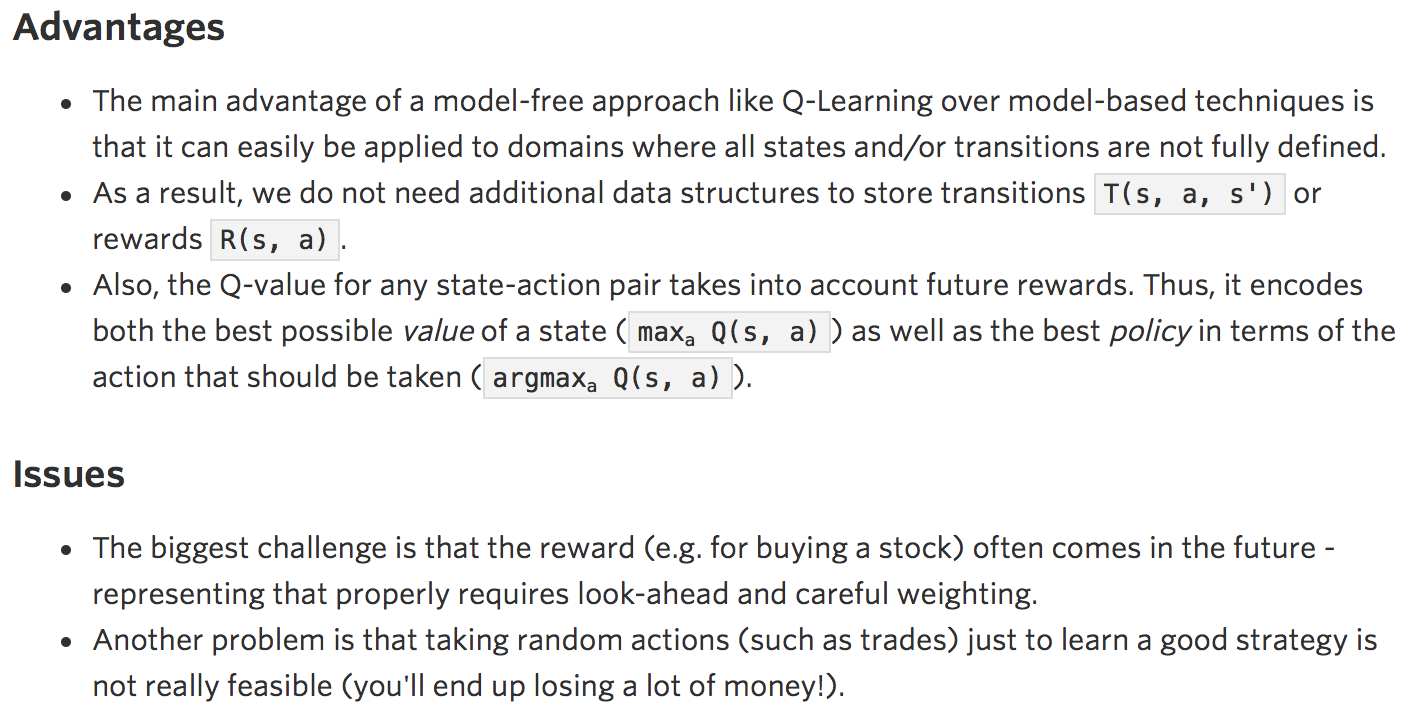 Advantages
• The main advantage of a model-free approach like Q-Learning over model-based techniques is
that it can easily be applied to domains where all states and/or transitions are not fully defined.
• As a result, we do not need additional data structures to store transitions T(s, a, s') or
rewards R(s, a) .
• Also, the Q-value for any state-action pair takes into account future rewards. Thus, it encodes
both the best possible value of a state ( maxₐ Q(s, a) ) as well as the best policy in terms of the
action that should be taken ( argmaxₐ Q(s, a) ).
Issues
• The biggest challenge is that the reward (e.g. for buying a stock) often comes in the future -
representing that properly requires look-ahead and careful weighting.
• Another problem is that taking random actions (such as trades) just to learn a good strategy is
not really feasible (you'll end up losing a lot of money!).